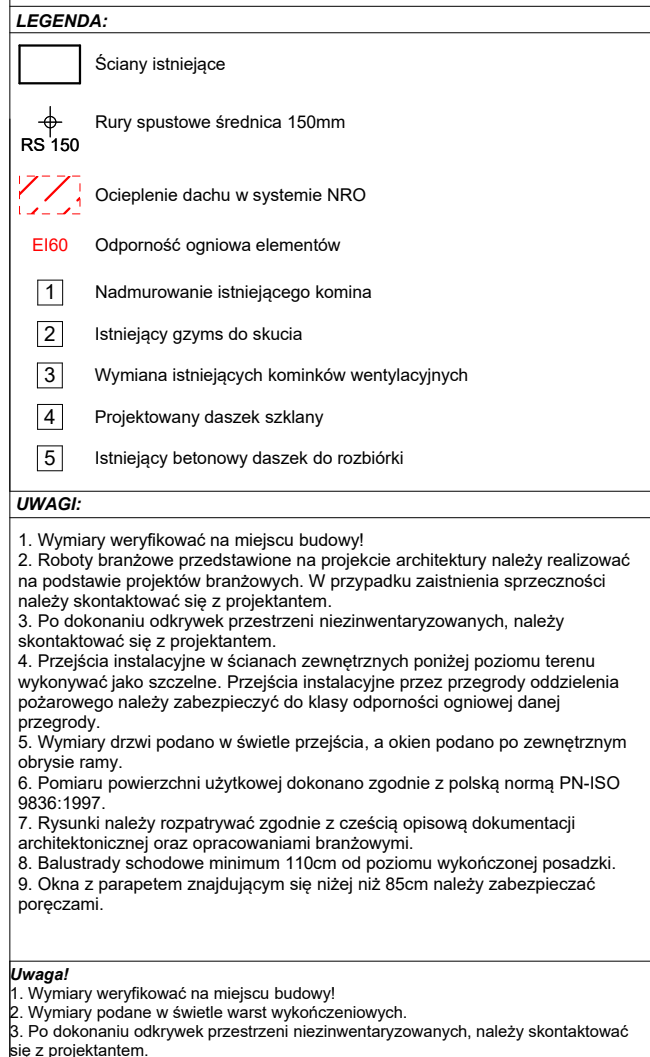 LEGENDA:
Ściany istniejące
RS 150
Rury spustowe średnica 150mm
Ocieplenie dachu w systemie NRO
EI60 Odporność ogniowa elementów
1 Nadmurowanie istniejącego komina
2 Istniejący gzyms do skucia
3 Wymiana istniejących kominków wentylacyjnych
4 Projektowany daszek szklany
5 Istniejący betonowy daszek do rozbiórki
UWAGI:
1. Wymiary weryfikować na miejscu budowy!
2. Roboty branżowe przedstawione na projekcie architektury należy realizować
na podstawie projektów branżowych. W przypadku zaistnienia sprzeczności
należy skontaktować się z projektantem.
3. Po dokonaniu odkrywek przestrzeni niezinwentaryzowanych, należy
skontaktować się z projektantem.
4. Przejścia instalacyjne w ścianach zewnętrznych poniżej poziomu terenu
wykonywać jako szczelne. Przejścia instalacyjne przez przegrody oddzielenia
pożarowego należy zabezpieczyć do klasy odporności ogniowej danej
przegrody.
5. Wymiary drzwi podano w świetle przejścia, a okien podano po zewnętrznym
obrysie ramy.
6. Pomiaru powierzchni użytkowej dokonano zgodnie z polską normą PN-ISO
9836:1997.
7. Rysunki należy rozpatrywać zgodnie z cześcią opisową dokumentacji
architektonicznej oraz opracowaniami branżowymi.
8. Balustrady schodowe minimum 110cm od poziomu wykończonej posadzki.
9. Okna z parapetem znajdującym się niżej niż 85cm należy zabezpieczać
poręczami.
Uwaga!
1. Wymiary weryfikować na miejscu budowy!
2. Wymiary podane w świetle warst wykończeniowych.
3. Po dokonaniu odkrywek przestrzeni niezinwentaryzowanych, należy skontaktować
się z projektantem.